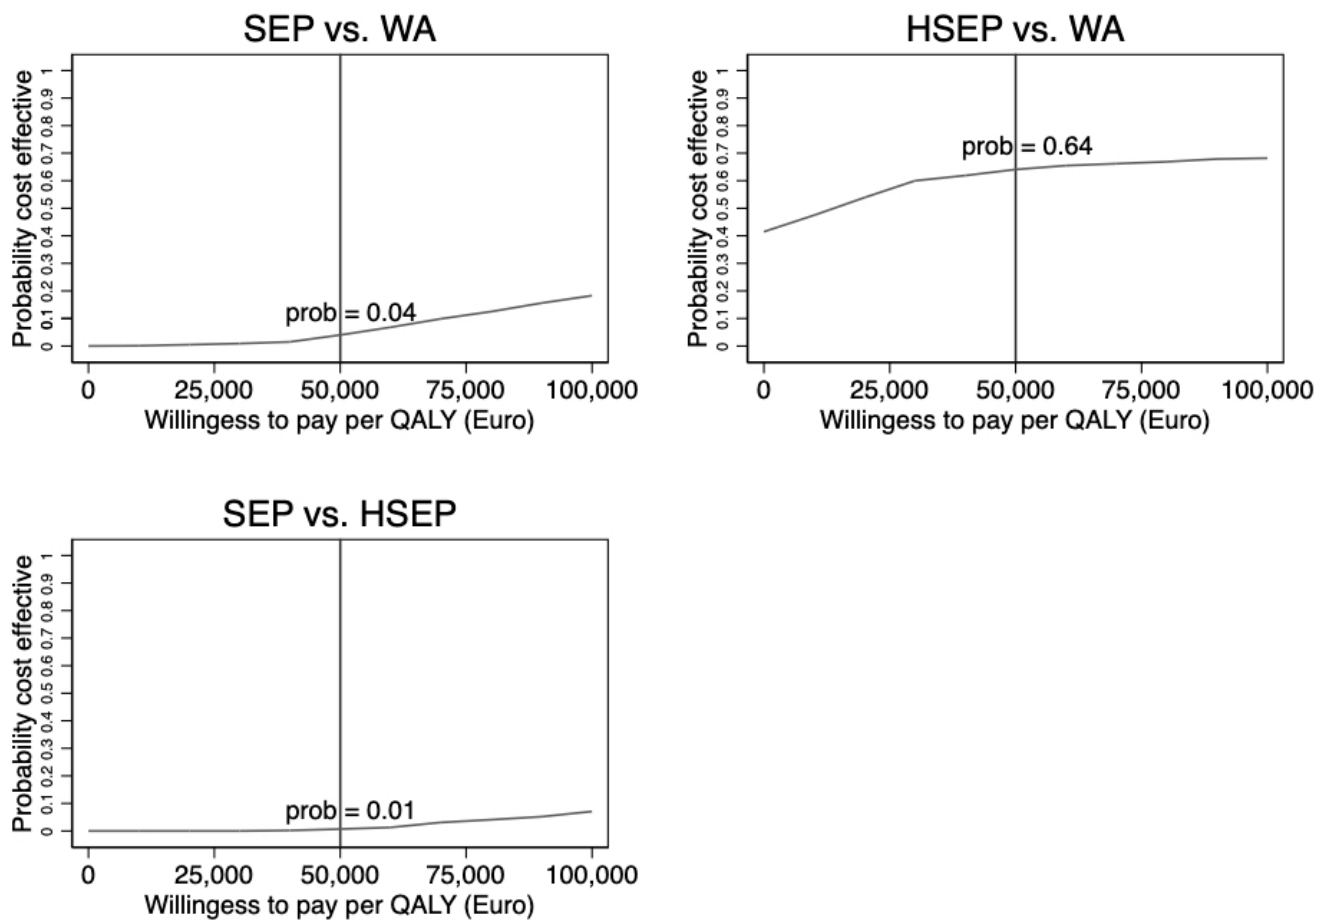 SEP vs. WA
Probability cost effective
1
0.9
0.8
0.7
0.6
0.5
0.4
0.3
0.2
0.1
0
prob = 0.04
0 25,000 50,000 75,000 100,000
Willingess to pay per QALY (Euro)
HSEP vs. WA
Probability cost effective
1
0.9
0.8
0.7
0.6
0.5
0.4
0.3
0.2
0.1
0
prob = 0.64
0 25,000 50,000 75,000 100,000
Willingess to pay per QALY (Euro)
SEP vs. HSEP
Probability cost effective
1
0.9
0.8
0.7
0.6
0.5
0.4
0.3
0.2
0.1
0
prob = 0.01
0 25,000 50,000 75,000 100,000
Willingess to pay per QALY (Euro)